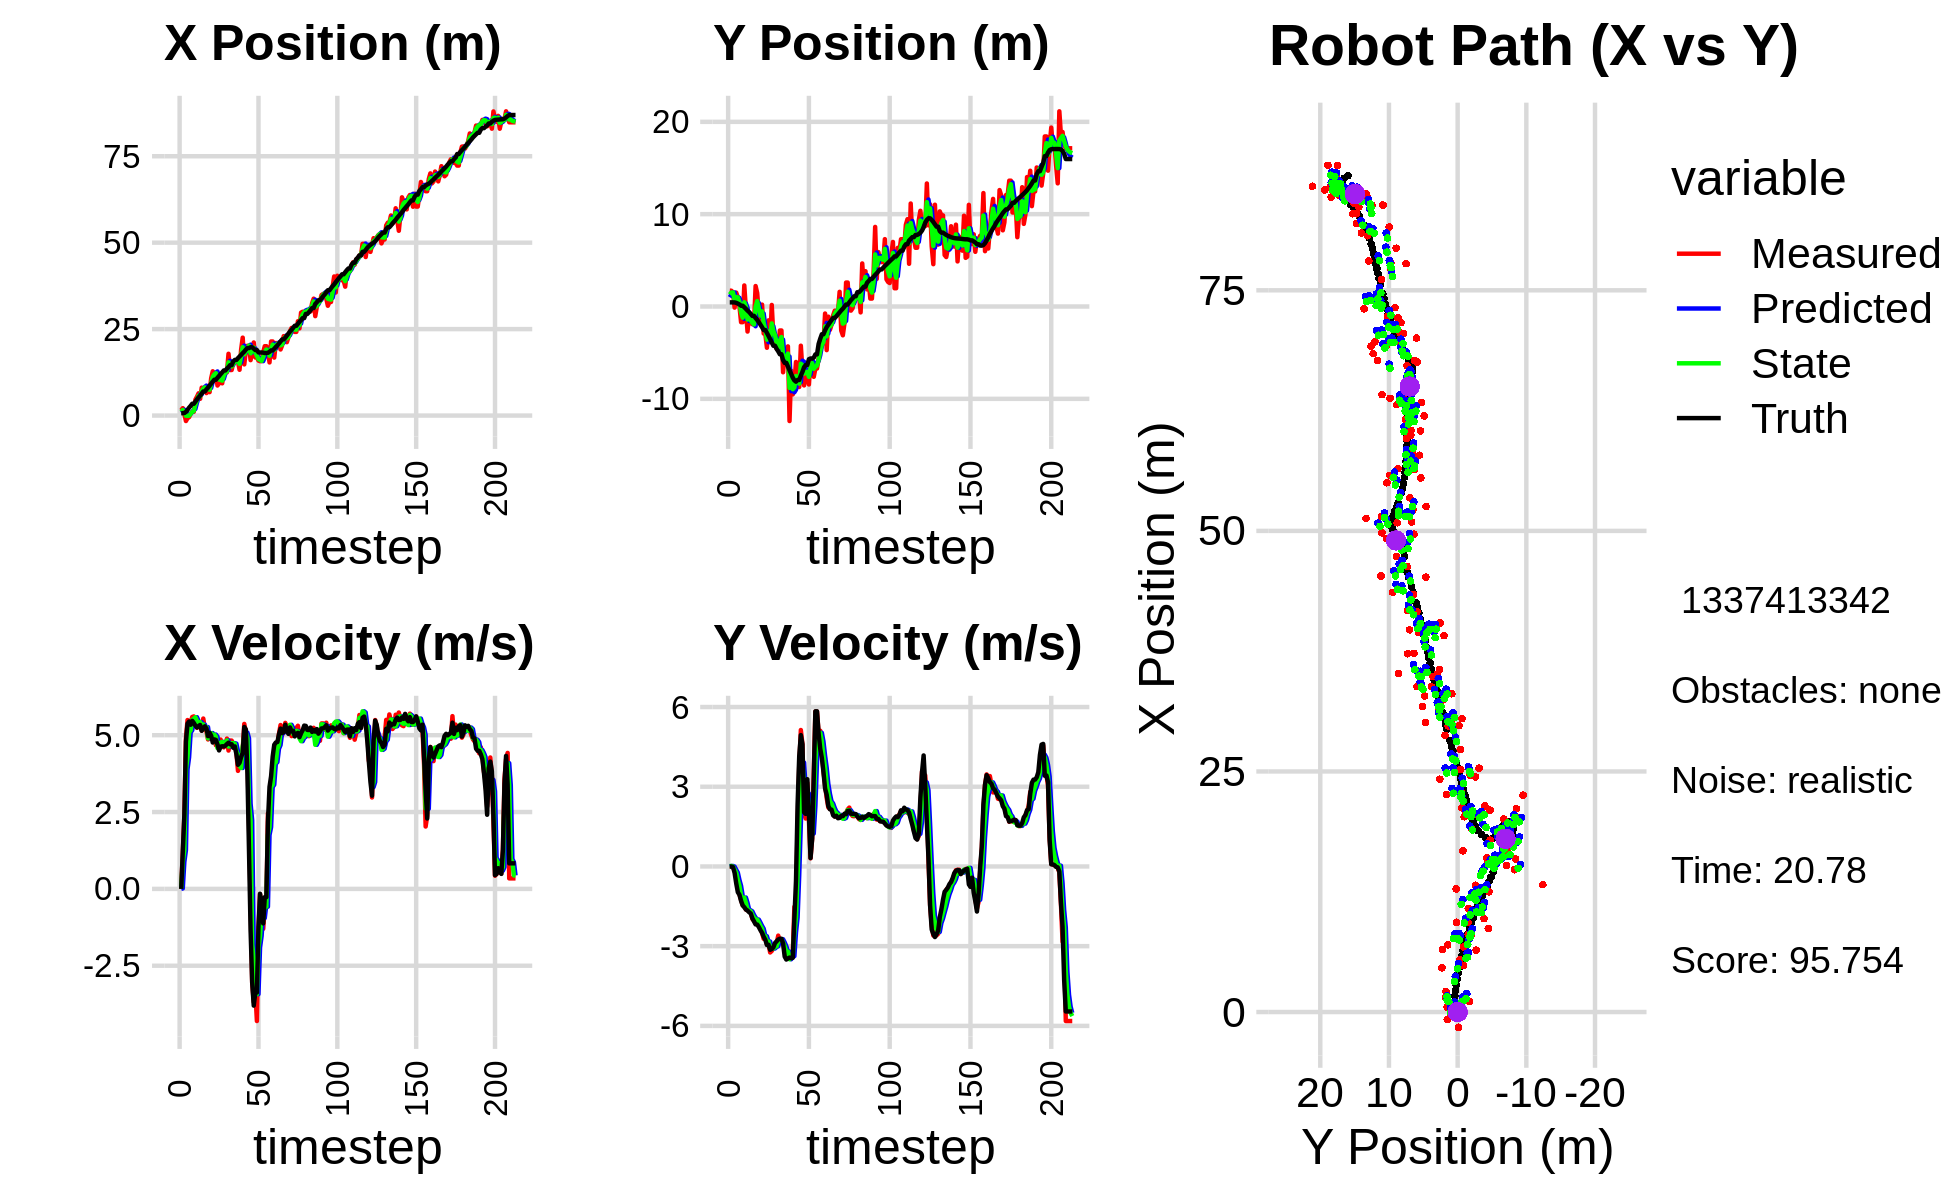 X Position (m)
75
50
25
0
0
50
100
150
200
timestep
Y Position (m)
20
10
0
-10
0
50
100
150
200
timestep
X Velocity (m/s)
5.0
2.5
0.0
-2.5
0
50
100
150
200
timestep
Y Velocity (m/s)
6
3
0
-3
-6
0
50
100
150
200
timestep
Robot Path (X vs Y)
X Position (m)
75
50
25
0
20 10 0 -10 -20
Y Position (m)
variable
Measured
Predicted
State
Truth
1337413342
Obstacles: none
Noise: realistic
Time: 20.78
Score: 95.754